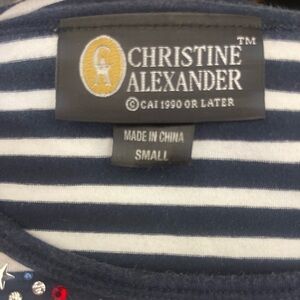 CHRISTINE™
ALEXANDER
© CAI 1990 OR LATER
MADE IN CHINA
SMALL